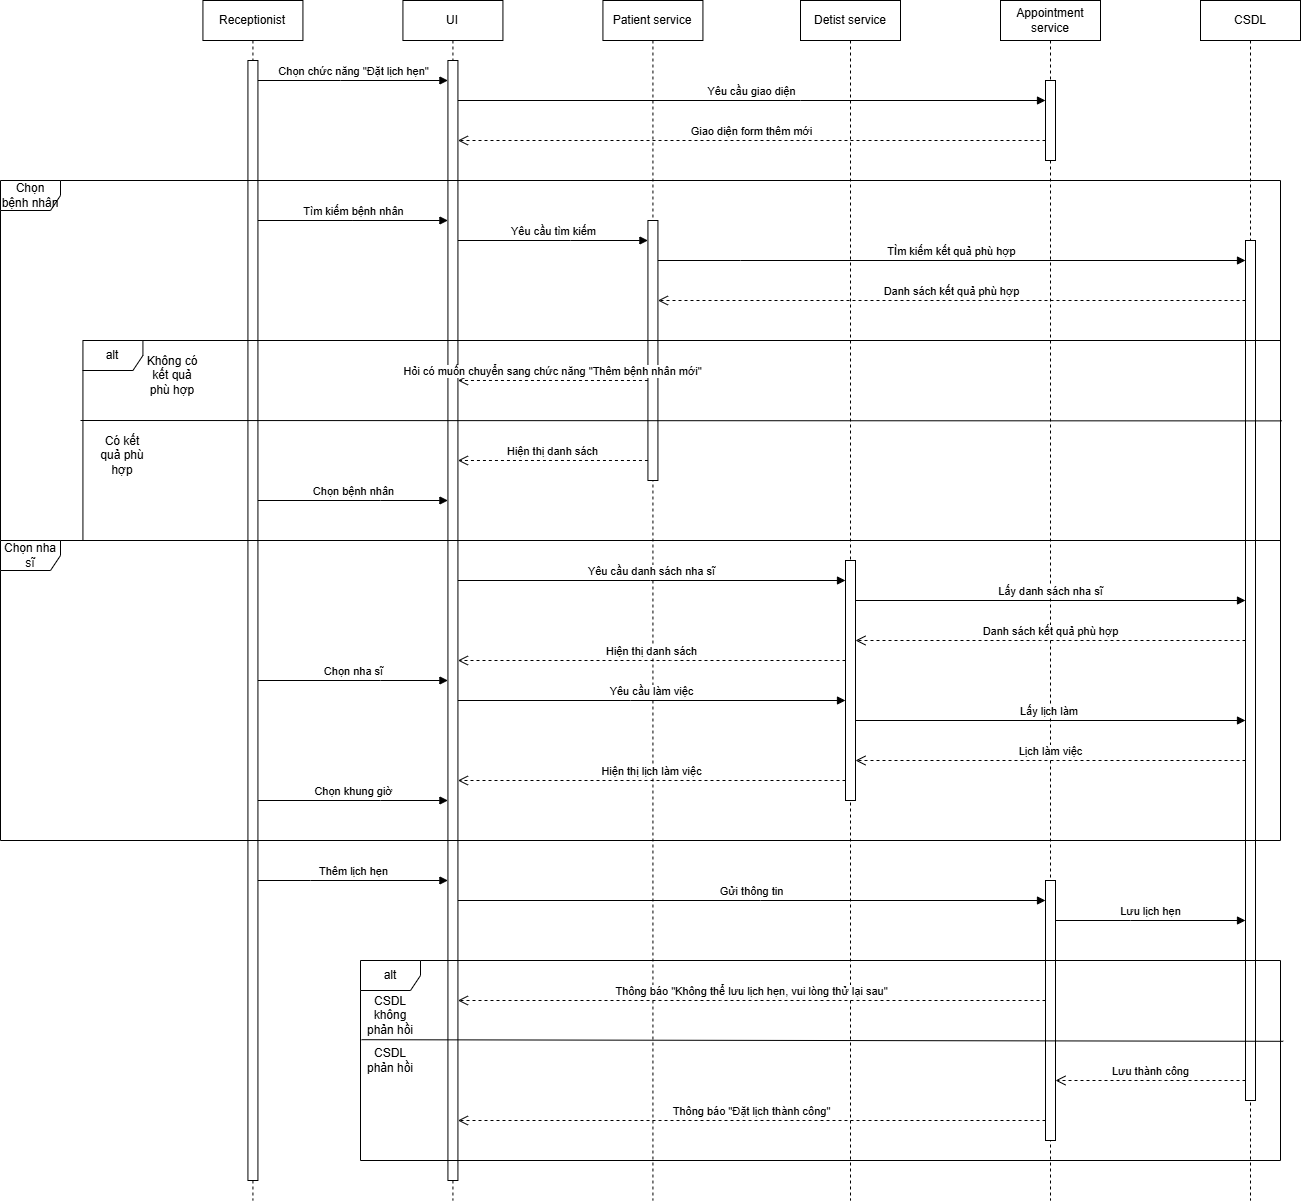 Receptionist
UI
Patient service
Detist service
Appointment
service
CSDL
Chọn chức năng "Đặt lịch hẹn"
Yêu cầu giao diện
Giao diện form thêm mới
Chọn
bệnh nhân
Tìm kiếm bệnh nhân
Yêu cầu tìm kiếm
TÌm kiếm kết quả phù hợp
Danh sách kết quả phù hợp
alt
Không có
kết quả
phù hợp
Hỏi có muốn chuyển sang chức năng "Thêm bệnh nhân mới"
Có kết
quả phù
hợp
Hiện thị danh sách
Chọn bệnh nhân
Chọn nha
sĩ
Yêu cầu danh sách nha sĩ
Lấy danh sách nha sĩ
Danh sách kết quả phù hợp
Hiện thị danh sách
Chọn nha sĩ
Yêu cầu làm việc
Lấy lịch làm
Lịch làm việc
Hiện thị lịch làm việc
Chọn khung giờ
Thêm lịch hẹn
Gửi thông tin
Lưu lịch hẹn
alt
CSDL
không
phản hồi
Thông báo "Không thể lưu lịch hẹn, vui lòng thử lại sau"
CSDL
phản hồi
Lưu thành công
Thông báo "Đặt lịch thành công"